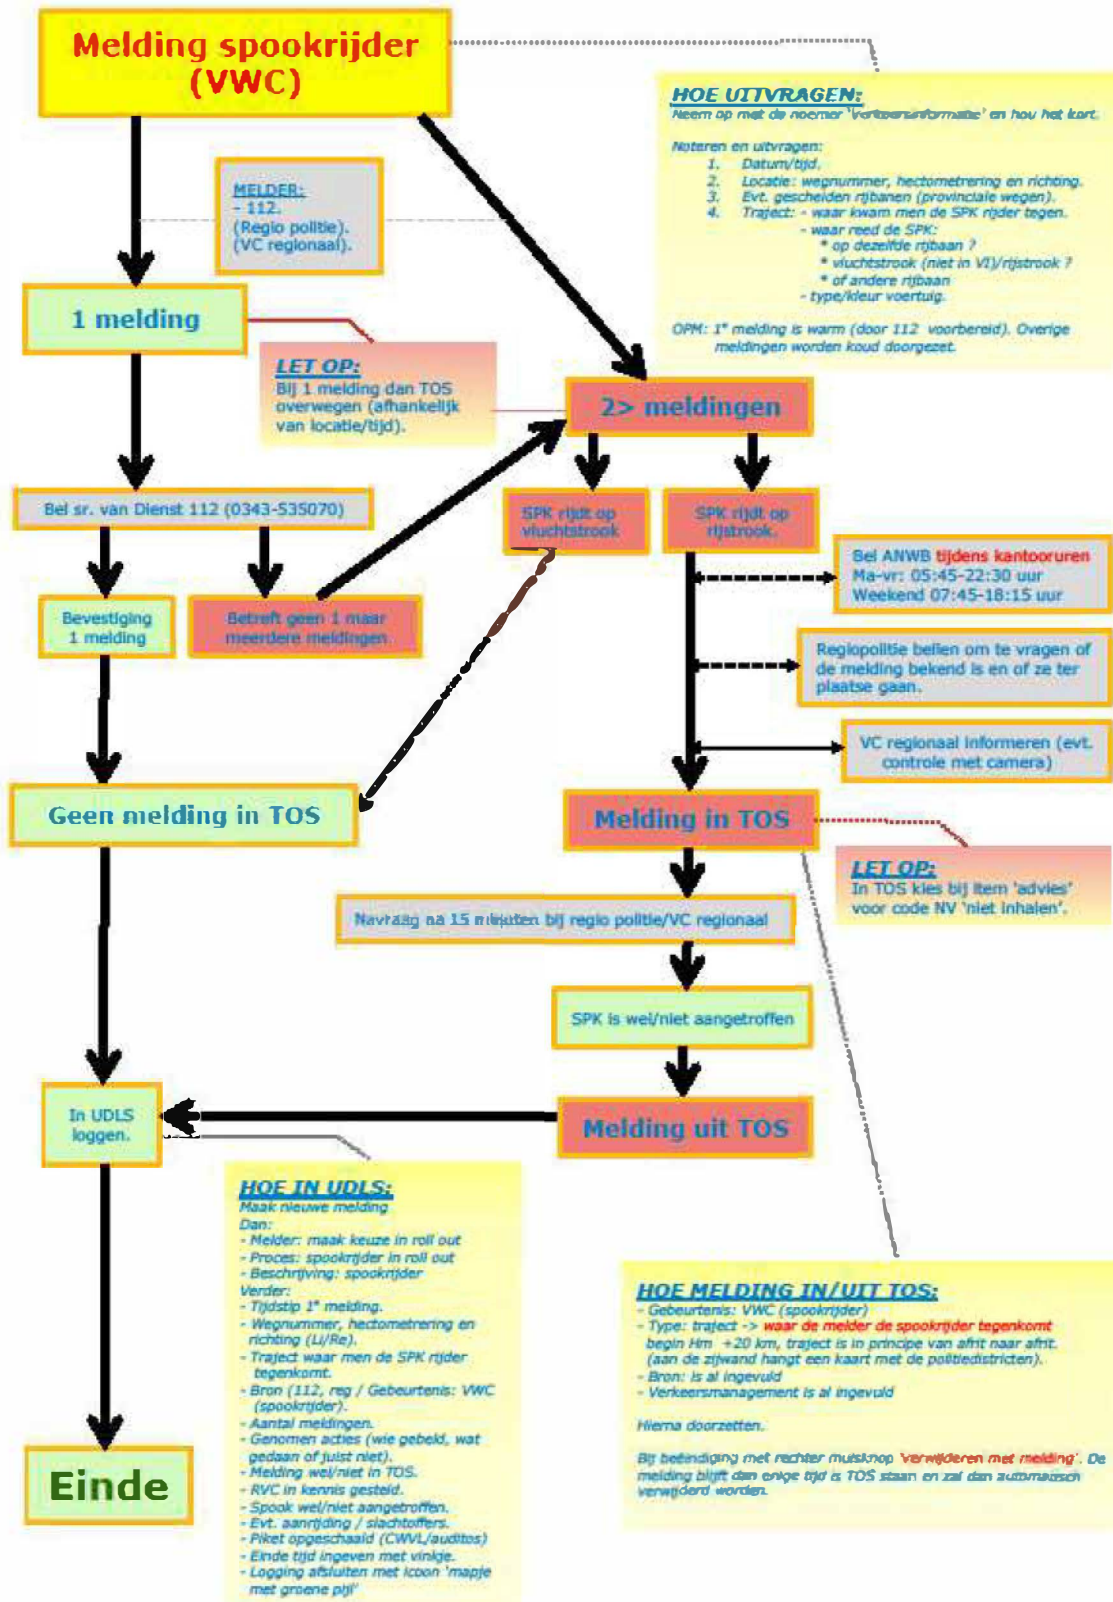 Melding spookrijder
(VWC)
HOE UITVRAGEN:
Neem op met de noemer 'Verkeersinformatie' en hou het kort.
Noteren en uitvragen:
1. Datum/tijd.
2. Locatie: wegnummer, hectometrering en richting.
3. Evt. gescheiden rijbanen (provinciale wegen).
4. Traject: - waar kwam men de SPK rijder tegen.
- waar reed de SPK:
* op dezelfde rijbaan ?
* vluchtstrook (niet in VI)/rijstrook ?
* of andere rijbaan
- type/kleur voertuig.
OPM: 1e melding is warm (door 112 voorbereid). Overige
meldingen worden koud doorgezet.
MELDER:
- 112.
(Regio politie).
(VC regionaal).
1 melding
LET OP:
Bij 1 melding dan TOS
overwegen (afhankelijk
van locatie/tijd).
2> meldingen
Bel sr. van Dienst 112 (0343-535070)
SPK rijdt op
vluchtstrook
SPK rijdt op
rijstrook.
Bel ANWB tijdens kantooruren
Ma-vr: 05:45-22:30 uur
Weekend 07:45-18:15 uur
Bevestiging
1 melding
Betreft geen 1 maar
meerdere meldingen
Regiopolitie bellen om te vragen of
de melding bekend is en of ze ter
plaatse gaan.
VC regionaal informeren (evt.
controle met camera)
Geen melding in TOS
Melding in TOS
LET OP:
In TOS kies bij item 'advies'
voor code NV 'niet inhalen'.
Navraag na 15 minuten bij regio politie/VC regionaal
SPK is wel/niet aangetroffen
In UDLS
loggen.
Melding uit TOS
HOE IN UDLS:
Maak nieuwe melding
Dan:
- Melder: maak keuze in roll out
- Proces: spookrijder in roll out
- Beschrijving: spookrijder
Verder:
- Tijdstip 1e melding.
- Wegnummer, hectometrering en
richting (Li/Re).
- Traject waar men de SPK rijder
tegenkomt.
- Bron (112, reg / Gebeurtenis: VWC
(spookrijder).
- Aantal meldingen.
- Genomen acties (wie gebeld, wat
gedaan of juist niet).
- Melding wel/niet in TOS.
- RVC in kennis gesteld.
- Spook wel/niet aangetroffen.
- Evt. aanrijding / slachtoffers.
- Piket opgeschaald (CWVL/auditos)
- Einde tijd ingeven met vinkje.
- Logging afsluiten met icoon 'mapje
met groene pijl'
HOE MELDING IN/UIT TOS:
- Gebeurtenis: VWC (spookrijder)
- Type: traject -> waar de melder de spookrijder tegenkomt
begin Hm +20 km, traject is in principe van afrit naar afrit.
(aan de zijwand hangt een kaart met de politiedistricten).
- Bron: is al ingevuld
- Verkeersmanagement is al ingevuld
Hierna doorzetten.
Bij beëindiging met rechter muisknop 'verwijderen met melding'. De
melding blijft dan enige tijd is TOS staan en zal dan automatisch
verwijderd worden.
Einde